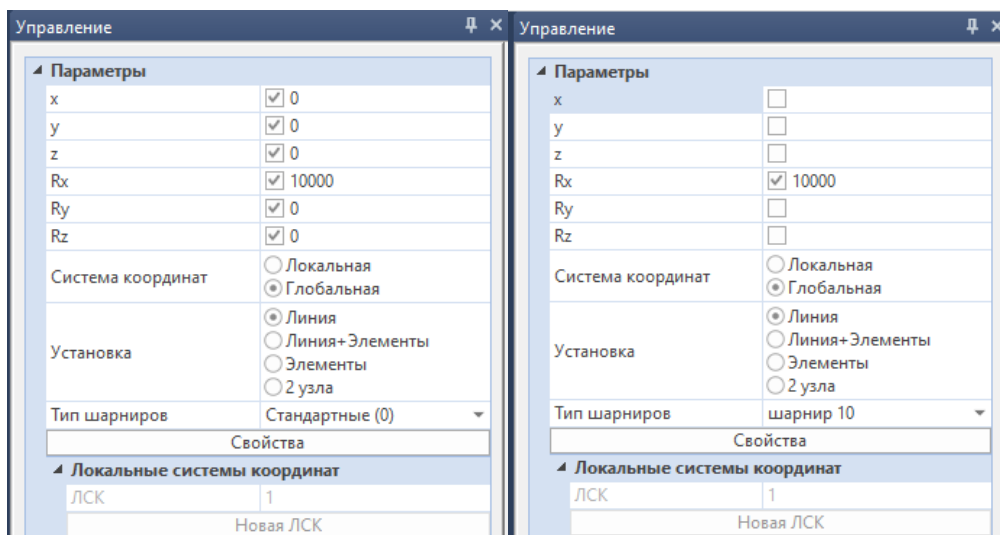 Управление
Параметры
x 0
y 0
z 0
Rx 10000
Ry 0
Rz 0
Система координат
Локальная
Глобальная
Установка
Линия
Линия+Элементы
Элементы
2 узла
Тип шарниров Стандартные (0)
Свойства
Локальные системы координат
ЛСК 1
Новая ЛСК
Управление
Параметры
x
y
z
Rx 10000
Ry
Rz
Система координат
Локальная
Глобальная
Установка
Линия
Линия+Элементы
Элементы
2 узла
Тип шарниров шарнир 10
Свойства
Локальные системы координат
ЛСК 1
Новая ЛСК